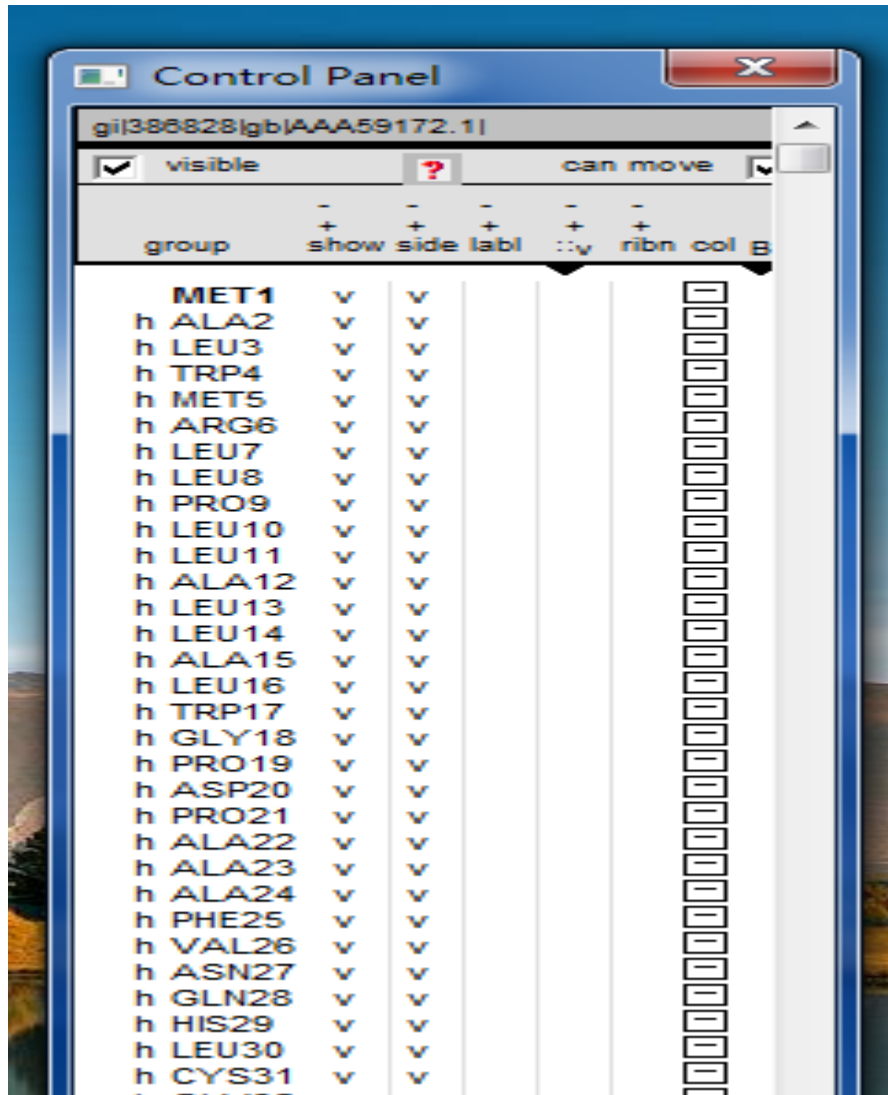 Control Panel
gi|386828|gb|AAA59172.1|
visible ? can move
- - - - -
+ + + + +
group show side labl ::v ribn col B
MET1 v v
h ALA2 v v
h LEU3 v v
h TRP4 v v
h MET5 v v
h ARG6 v v
h LEU7 v v
h LEU8 v v
h PRO9 v v
h LEU10 v v
h LEU11 v v
h ALA12 v v
h LEU13 v v
h LEU14 v v
h ALA15 v v
h LEU16 v v
h TRP17 v v
h GLY18 v v
h PRO19 v v
h ASP20 v v
h PRO21 v v
h ALA22 v v
h ALA23 v v
h ALA24 v v
h PHE25 v v
h VAL26 v v
h ASN27 v v
h GLN28 v v
h HIS29 v v
h LEU30 v v
h CYS31 v v